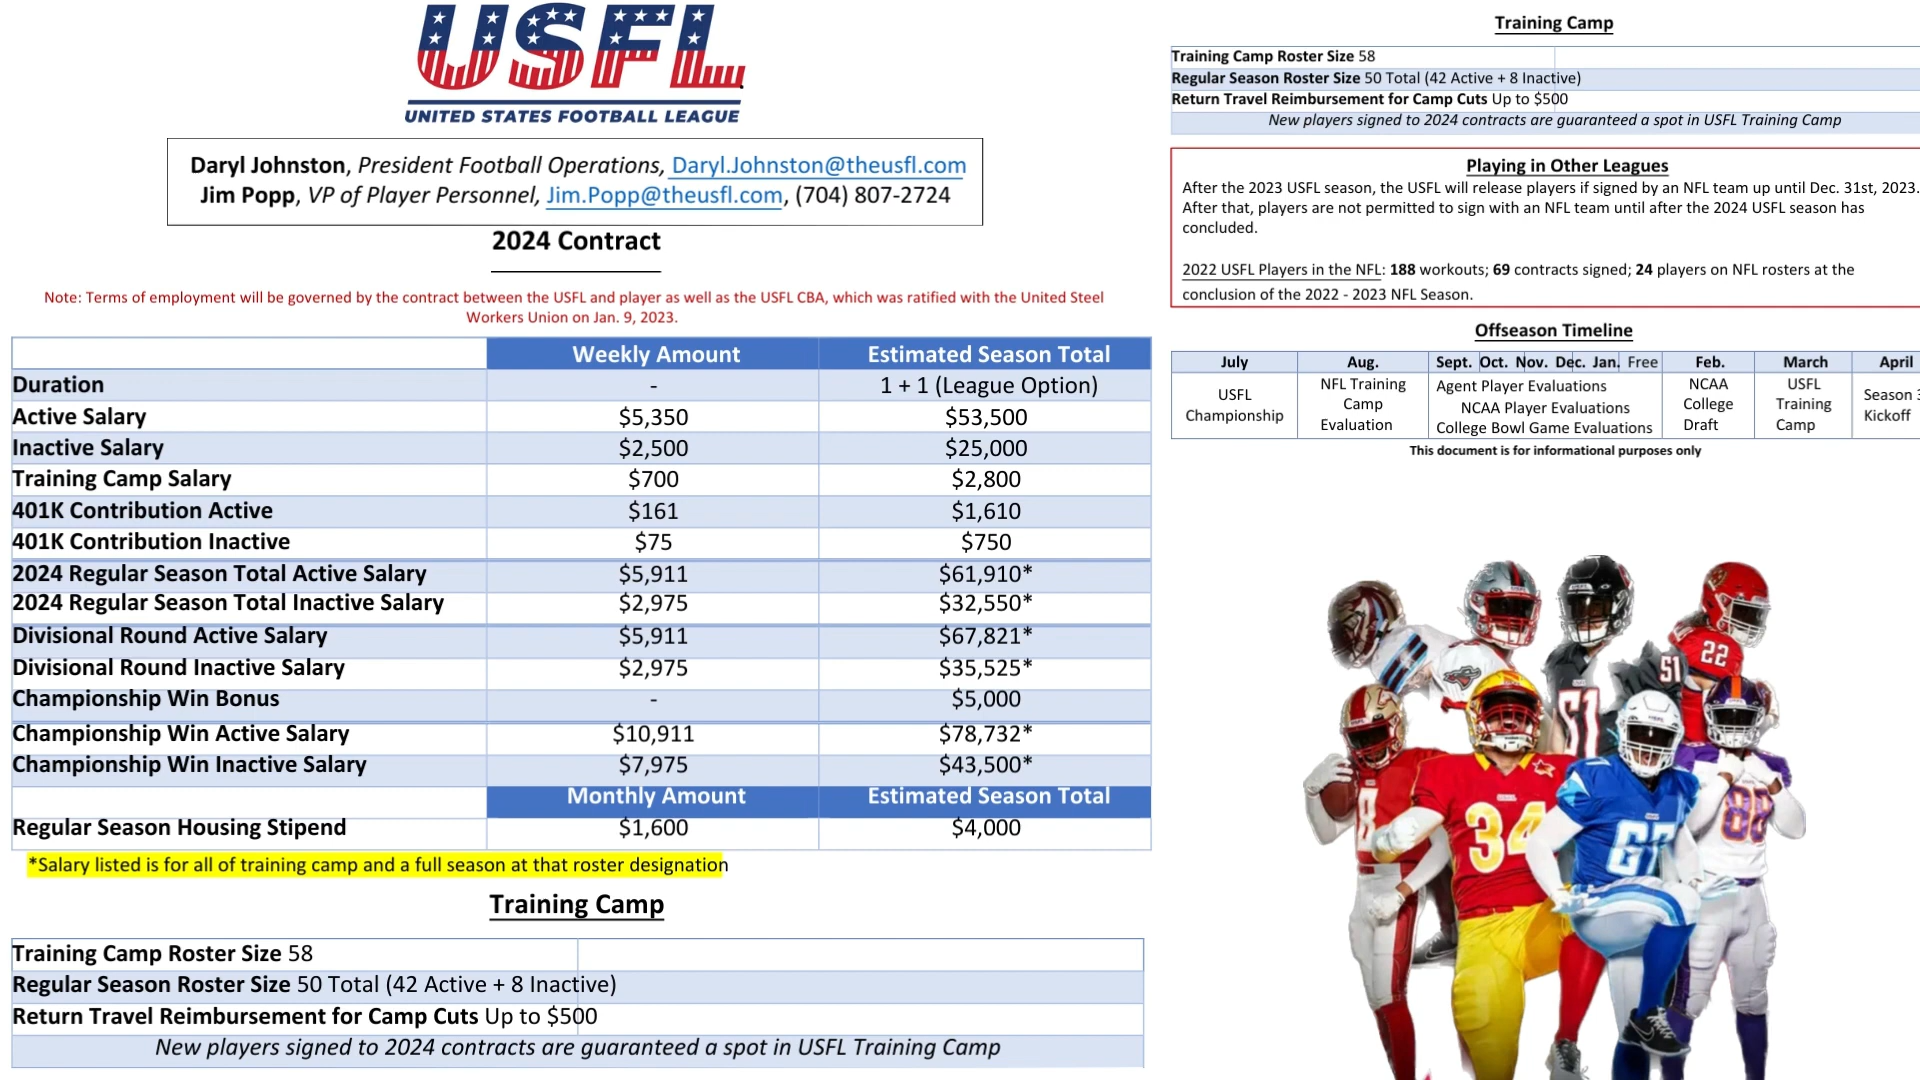 USFL
UNITED STATES FOOTBALL LEAGUE
Daryl Johnston, President Football Operations, Daryl.Johnston@theusfl.com
Jim Popp, VP of Player Personnel, Jim.Popp@theusfl.com, (704) 807-2724
2024 Contract
Note: Terms of employment will be governed by the contract between the USFL and player as well as the USFL CBA, which was ratified with the United Steel
Workers Union on Jan. 9, 2023.
Weekly Amount Estimated Season Total
Duration - 1 + 1 (League Option)
Active Salary $5,350 $53,500
Inactive Salary $2,500 $25,000
Training Camp Salary $700 $2,800
401K Contribution Active $161 $1,610
401K Contribution Inactive $75 $750
2024 Regular Season Total Active Salary $5,911 $61,910*
2024 Regular Season Total Inactive Salary $2,975 $32,550*
Divisional Round Active Salary $5,911 $67,821*
Divisional Round Inactive Salary $2,975 $35,525*
Championship Win Bonus - $5,000
Championship Win Active Salary $10,911 $78,732*
Championship Win Inactive Salary $7,975 $43,500*
Monthly Amount Estimated Season Total
Regular Season Housing Stipend $1,600 $4,000
*Salary listed is for all of training camp and a full season at that roster designation
Training Camp
Training Camp Roster Size 58
Regular Season Roster Size 50 Total (42 Active + 8 Inactive)
Return Travel Reimbursement for Camp Cuts Up to $500
New players signed to 2024 contracts are guaranteed a spot in USFL Training Camp
Training Camp
Training Camp Roster Size 58
Regular Season Roster Size 50 Total (42 Active + 8 Inactive)
Return Travel Reimbursement for Camp Cuts Up to $500
New players signed to 2024 contracts are guaranteed a spot in USFL Training Camp
Playing in Other Leagues
After the 2023 USFL season, the USFL will release players if signed by an NFL team up until Dec. 31st, 2023.
After that, players are not permitted to sign with an NFL team until after the 2024 USFL season has
concluded.
2022 USFL Players in the NFL: 188 workouts; 69 contracts signed; 24 players on NFL rosters at the
conclusion of the 2022 - 2023 NFL Season.
Offseason Timeline
July Aug. Sept. Oct. Nov. Dec. Jan. Free Feb. March April
USFL
Championship
NFL Training
Camp
Evaluation
Agent Player Evaluations
NCAA Player Evaluations
College Bowl Game Evaluations
NCAA
College
Draft
USFL
Training
Camp
Season 3
Kickoff
This document is for informational purposes only
51
22
51
8
34
67
88